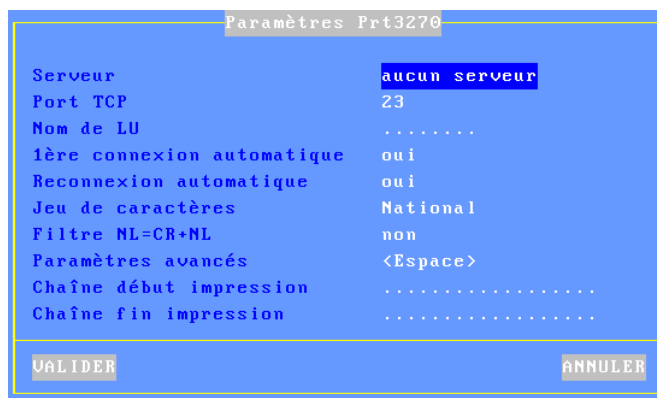 Paramètres Prt3270
Serveur aucun serveur
Port TCP 23
Nom de LU ........
1ère connexion automatique oui
Reconnexion automatique oui
Jeu de caractères National
Filtre NL=CR+NL non
Paramètres avancés <Espace>
Chaîne début impression ..................
Chaîne fin impression ..................
VALIDER ANNULER